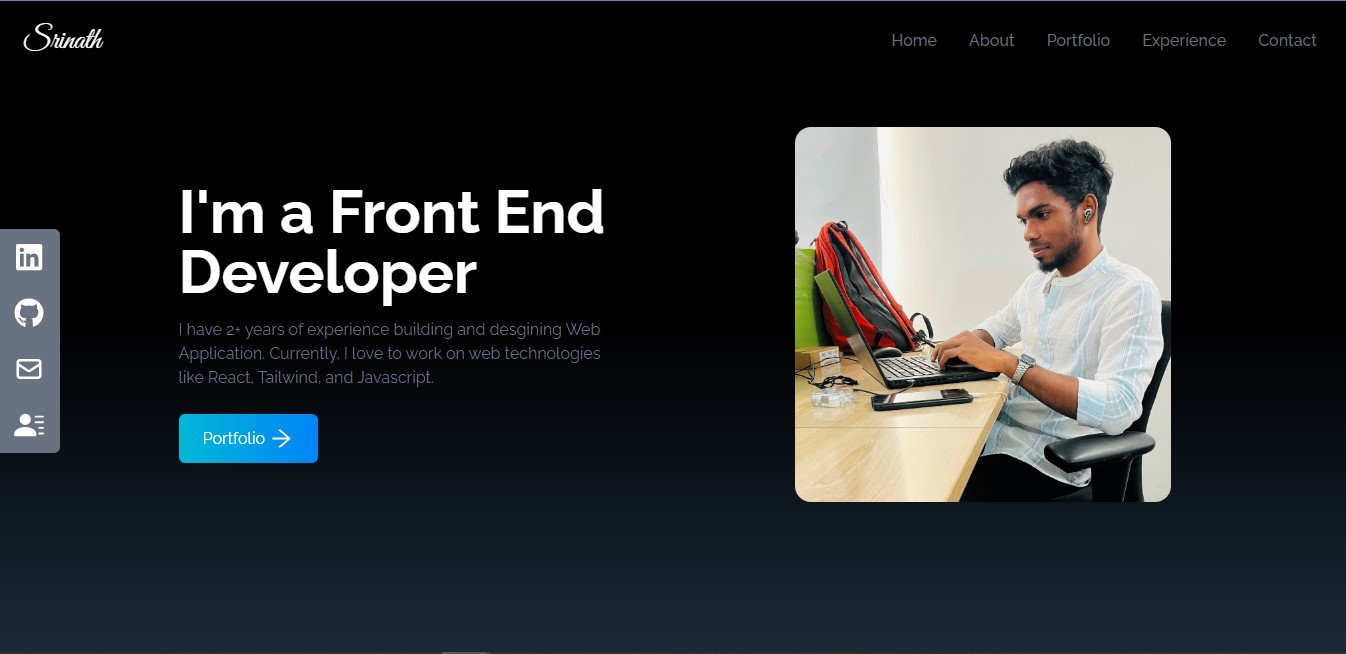 Srinath
Home About Portfolio Experience Contact
I'm a Front End
Developer
I have 2+ years of experience building and desgining Web
Application. Currently, I love to work on web technologies
like React, Tailwind, and Javascript.
in
Portfolio